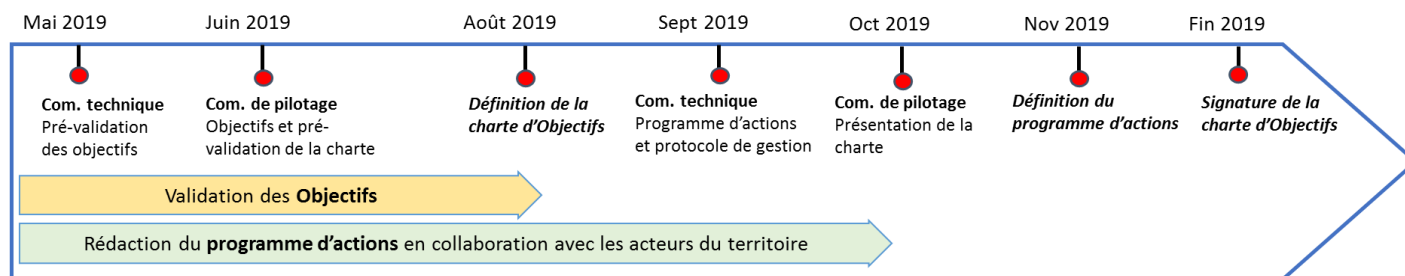 Mai 2019
Juin 2019
Août 2019
Sept 2019
Oct 2019
Nov 2019
Fin 2019
Com. technique
Pré-validation
des objectifs
Com. de pilotage
Objectifs et pré-
validation de la charte
Définition de la
charte d’Objectifs
Com. technique
Programme d’actions
et protocole de gestion
Com. de pilotage
Présentation de la
charte
Définition du
programme d’actions
Signature de la
charte d’Objectifs
Validation des Objectifs
Rédaction du programme d’actions en collaboration avec les acteurs du territoire